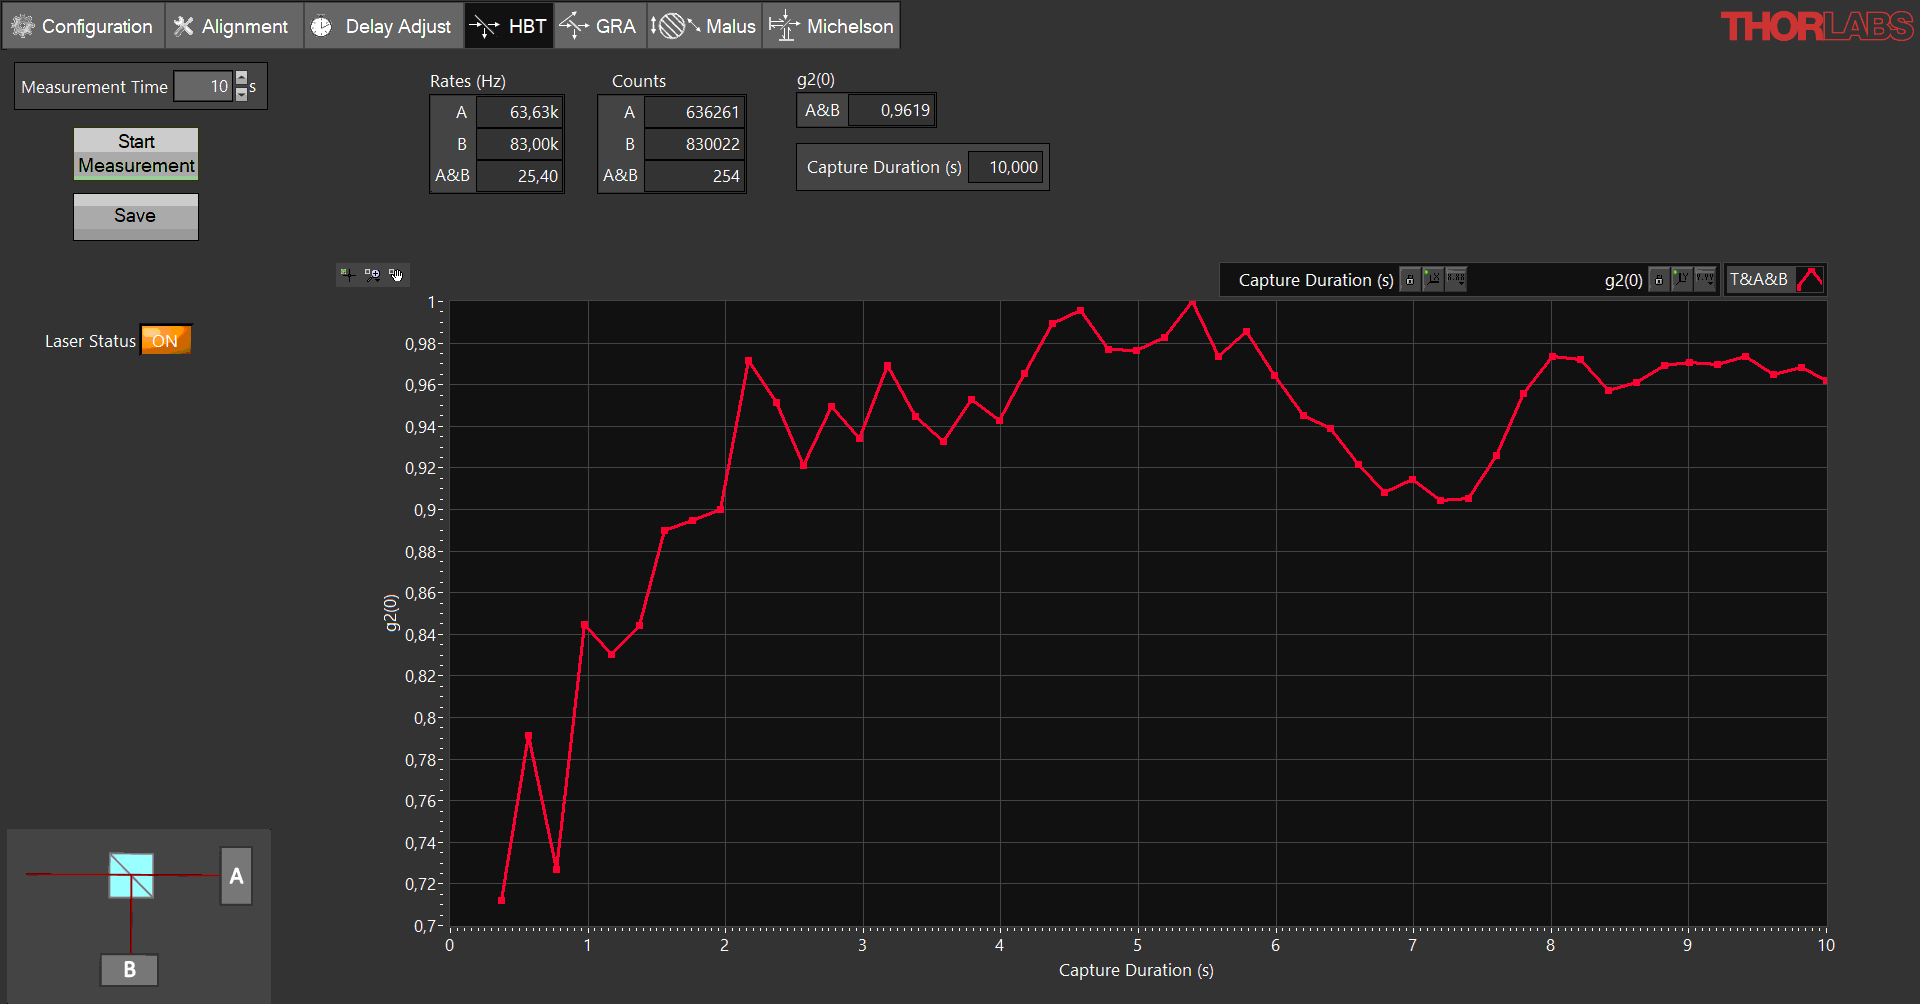 Configuration Alignment Delay Adjust HBT GRA Malus Michelson
THORLABS
Measurement Time 10 s
Start
Measurement
Save
Rates (Hz)
A 63,63k
B 83,00k
A&B 25,40
Counts
A 636261
B 830022
A&B 254
g2(0)
A&B 0,9619
Capture Duration (s) 10,000
Laser Status ON
Capture Duration (s) g2(0) T&A&B
1
0,98
0,96
0,94
0,92
0,9
0,88
0,86
0,84
0,82
0,8
0,78
0,76
0,74
0,72
0,7
g2(0)
0 1 2 3 4 5 6 7 8 9 10
Capture Duration (s)
A
B